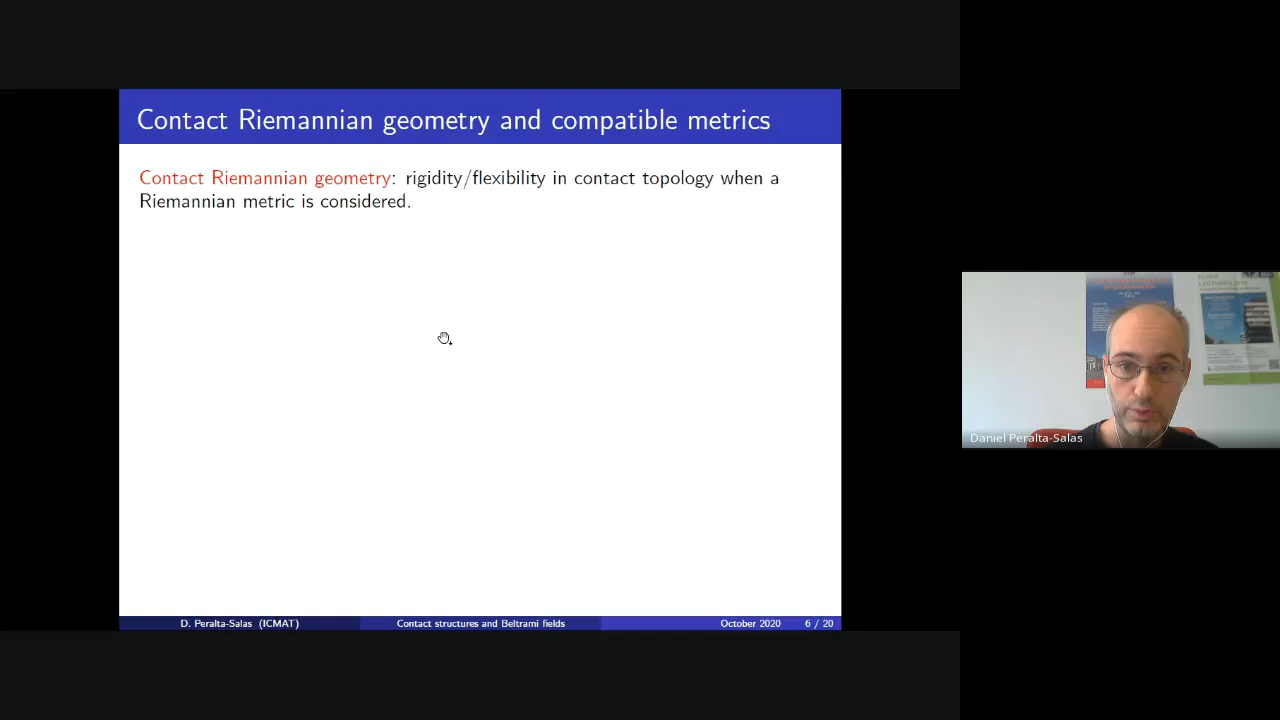 Contact Riemannian geometry and compatible metrics
Contact Riemannian geometry: rigidity/flexibility in contact topology when a
Riemannian metric is considered.
D. Peralta-Salas (ICMAT) Contact structures and Beltrami fields October 2020 6 / 20
Daniel Peralta-Salas